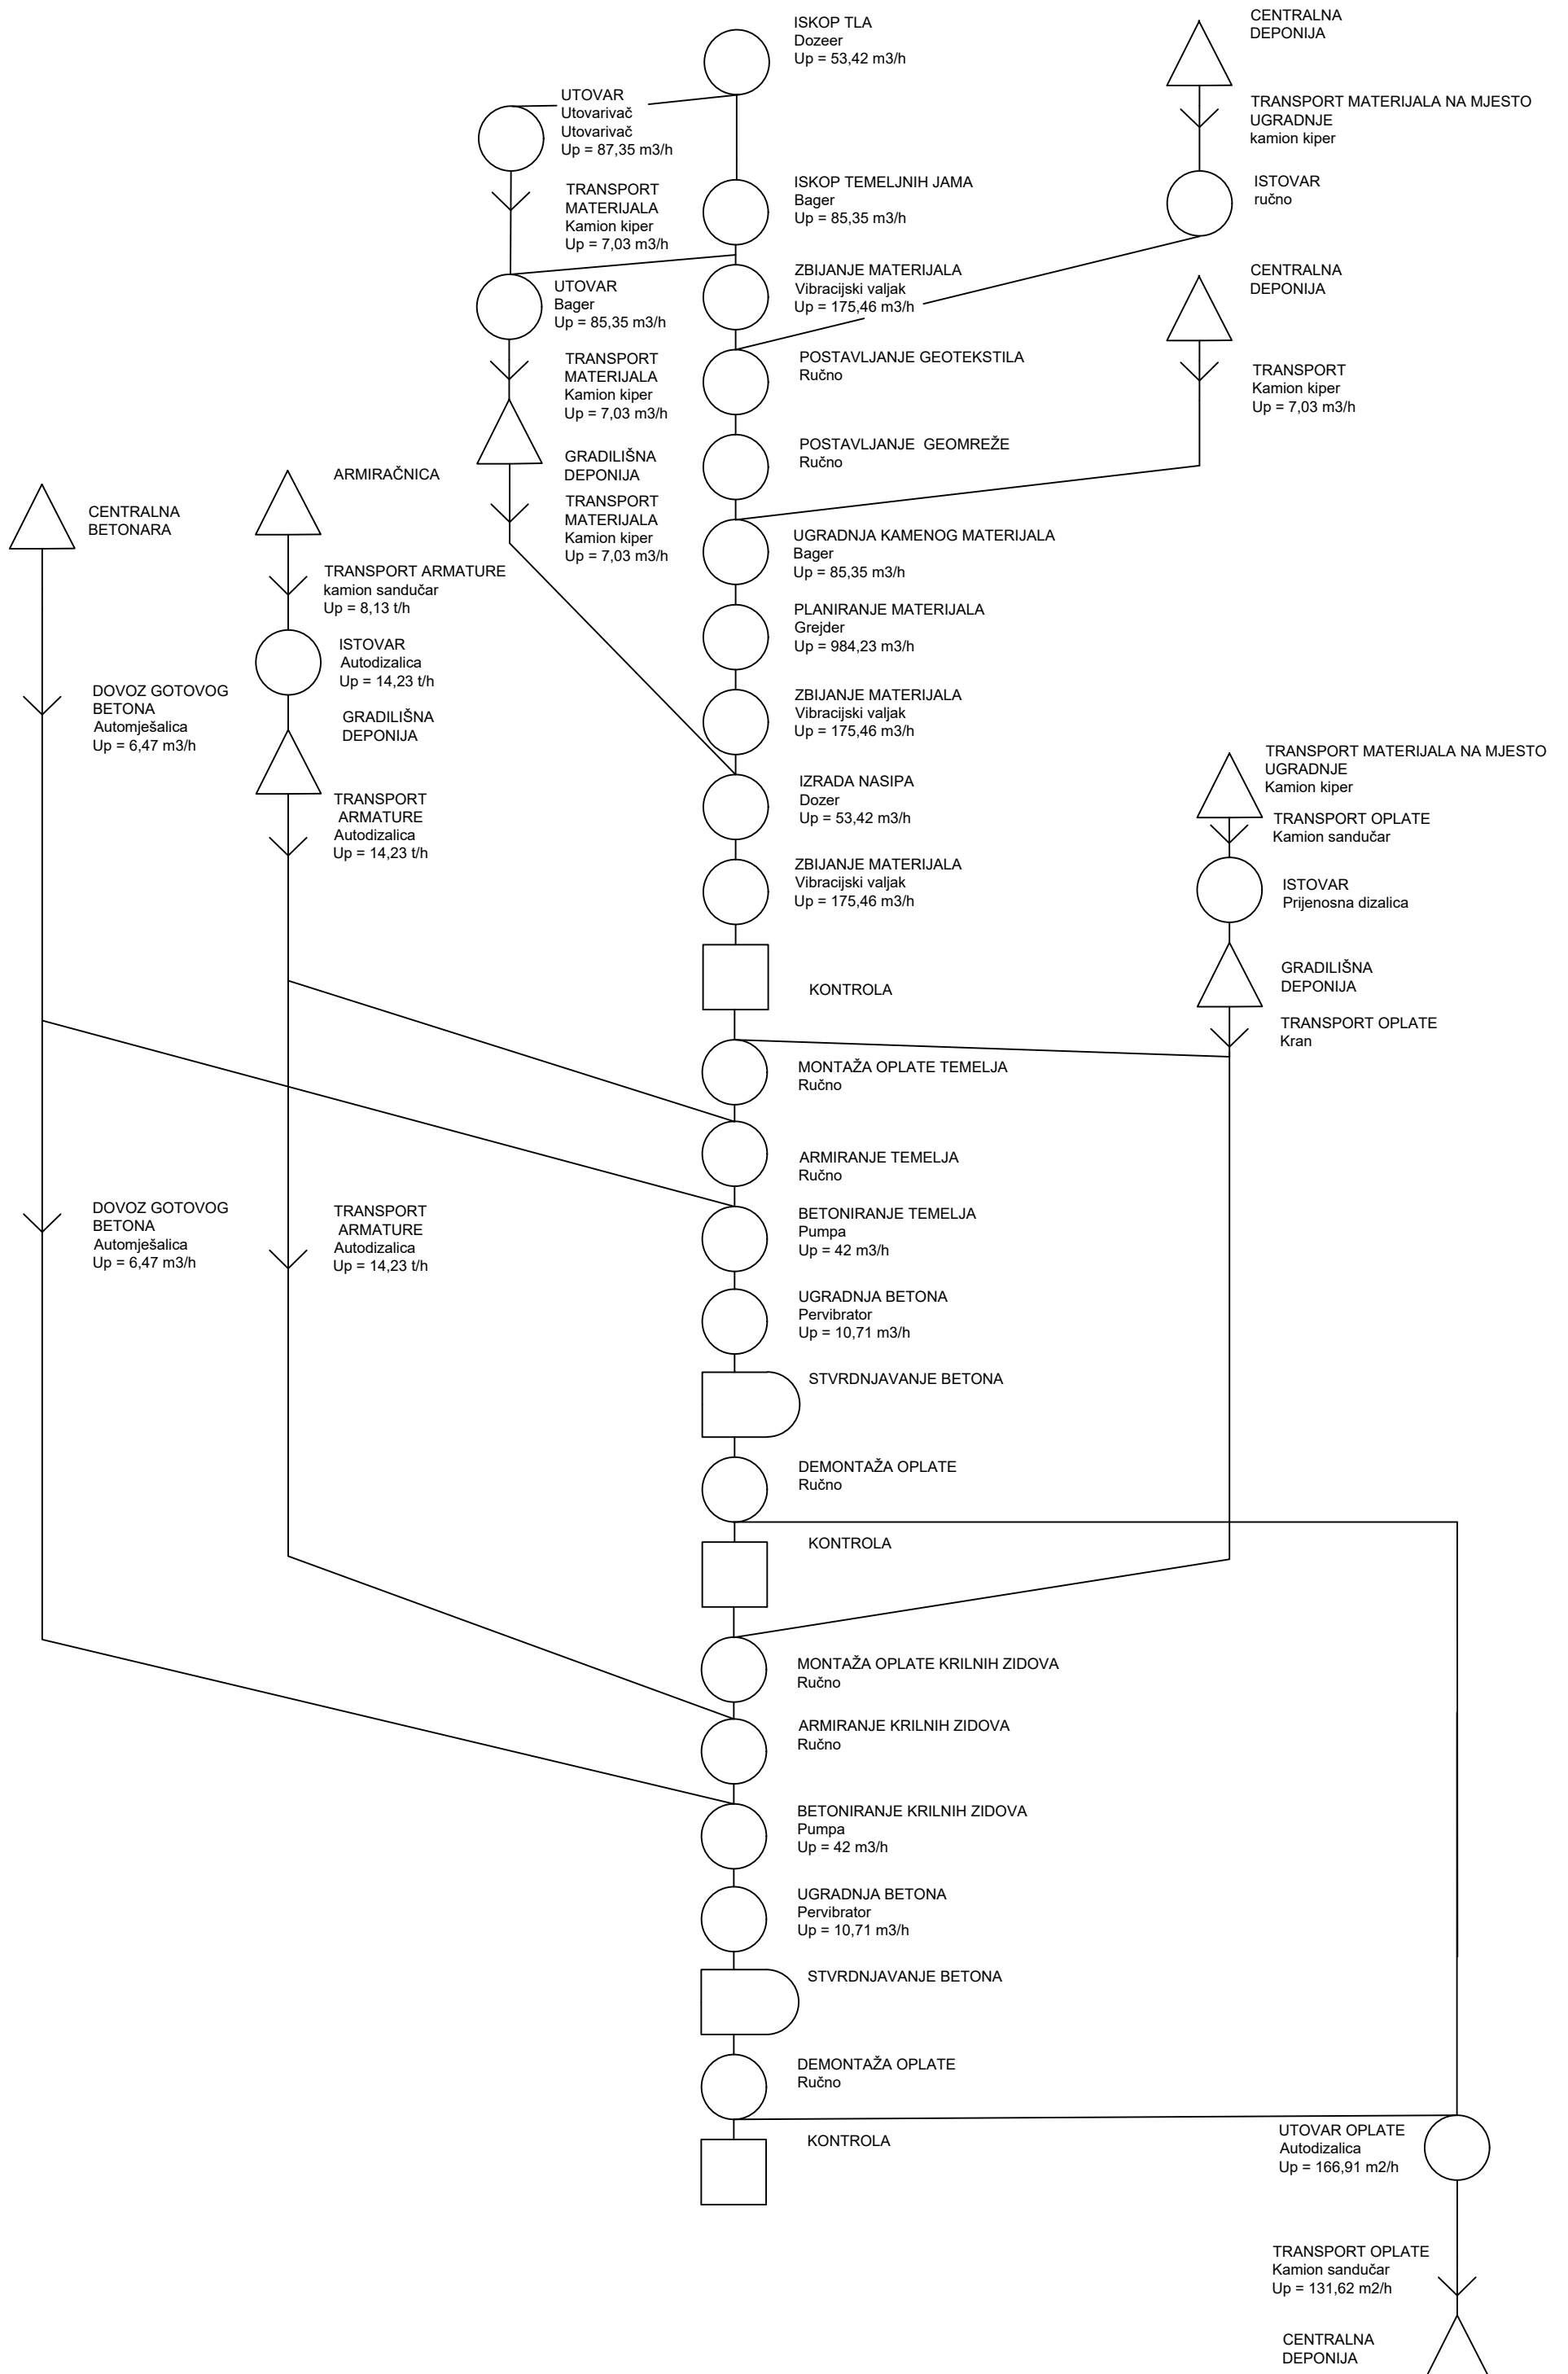 ISKOP TLA
Dozeer
Up = 53,42 m3/h
CENTRALNA
DEPONIJA
UTOVAR
Utovarivač
Utovarivač
Up = 87,35 m3/h
TRANSPORT MATERIJALA NA MJESTO
UGRADNJE
kamion kiper
TRANSPORT
MATERIJALA
Kamion kiper
Up = 7,03 m3/h
ISKOP TEMELJNIH JAMA
Bager
Up = 85,35 m3/h
ISTOVAR
ručno
UTOVAR
Bager
Up = 85,35 m3/h
ZBIJANJE MATERIJALA
Vibracijski valjak
Up = 175,46 m3/h
CENTRALNA
DEPONIJA
TRANSPORT
MATERIJALA
Kamion kiper
Up = 7,03 m3/h
POSTAVLJANJE GEOTEKSTILA
Ručno
TRANSPORT
Kamion kiper
Up = 7,03 m3/h
GRADILIŠNA
DEPONIJA
POSTAVLJANJE  GEOMREŽE
Ručno
ARMIRAČNICA
CENTRALNA
BETONARA
TRANSPORT
MATERIJALA
Kamion kiper
Up = 7,03 m3/h
UGRADNJA KAMENOG MATERIJALA
Bager
Up = 85,35 m3/h
TRANSPORT ARMATURE
kamion sandučar
Up = 8,13 t/h
PLANIRANJE MATERIJALA
Grejder
Up = 984,23 m3/h
ISTOVAR
Autodizalica
Up = 14,23 t/h
DOVOZ GOTOVOG
BETONA
Automješalica
Up = 6,47 m3/h
GRADILIŠNA
DEPONIJA
ZBIJANJE MATERIJALA
Vibracijski valjak
Up = 175,46 m3/h
TRANSPORT MATERIJALA NA MJESTO
UGRADNJE
Kamion kiper
TRANSPORT
ARMATURE
Autodizalica
Up = 14,23 t/h
IZRADA NASIPA
Dozer
Up = 53,42 m3/h
TRANSPORT OPLATE
Kamion sandučar
ZBIJANJE MATERIJALA
Vibracijski valjak
Up = 175,46 m3/h
ISTOVAR
Prijenosna dizalica
KONTROLA
GRADILIŠNA
DEPONIJA
TRANSPORT OPLATE
Kran
MONTAŽA OPLATE TEMELJA
Ručno
ARMIRANJE TEMELJA
Ručno
DOVOZ GOTOVOG
BETONA
Automješalica
Up = 6,47 m3/h
TRANSPORT
ARMATURE
Autodizalica
Up = 14,23 t/h
BETONIRANJE TEMELJA
Pumpa
Up = 42 m3/h
UGRADNJA BETONA
Pervibrator
Up = 10,71 m3/h
STVRDNJAVANJE BETONA
DEMONTAŽA OPLATE
Ručno
KONTROLA
MONTAŽA OPLATE KRILNIH ZIDOVA
Ručno
ARMIRANJE KRILNIH ZIDOVA
Ručno
BETONIRANJE KRILNIH ZIDOVA
Pumpa
Up = 42 m3/h
UGRADNJA BETONA
Pervibrator
Up = 10,71 m3/h
STVRDNJAVANJE BETONA
DEMONTAŽA OPLATE
Ručno
KONTROLA
UTOVAR OPLATE
Autodizalica
Up = 166,91 m2/h
TRANSPORT OPLATE
Kamion sandučar
Up = 131,62 m2/h
CENTRALNA
DEPONIJA